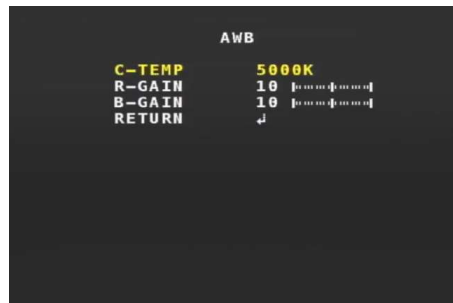 AWB
C-TEMP 5000K
R-GAIN 10
B-GAIN 10
RETURN ↲